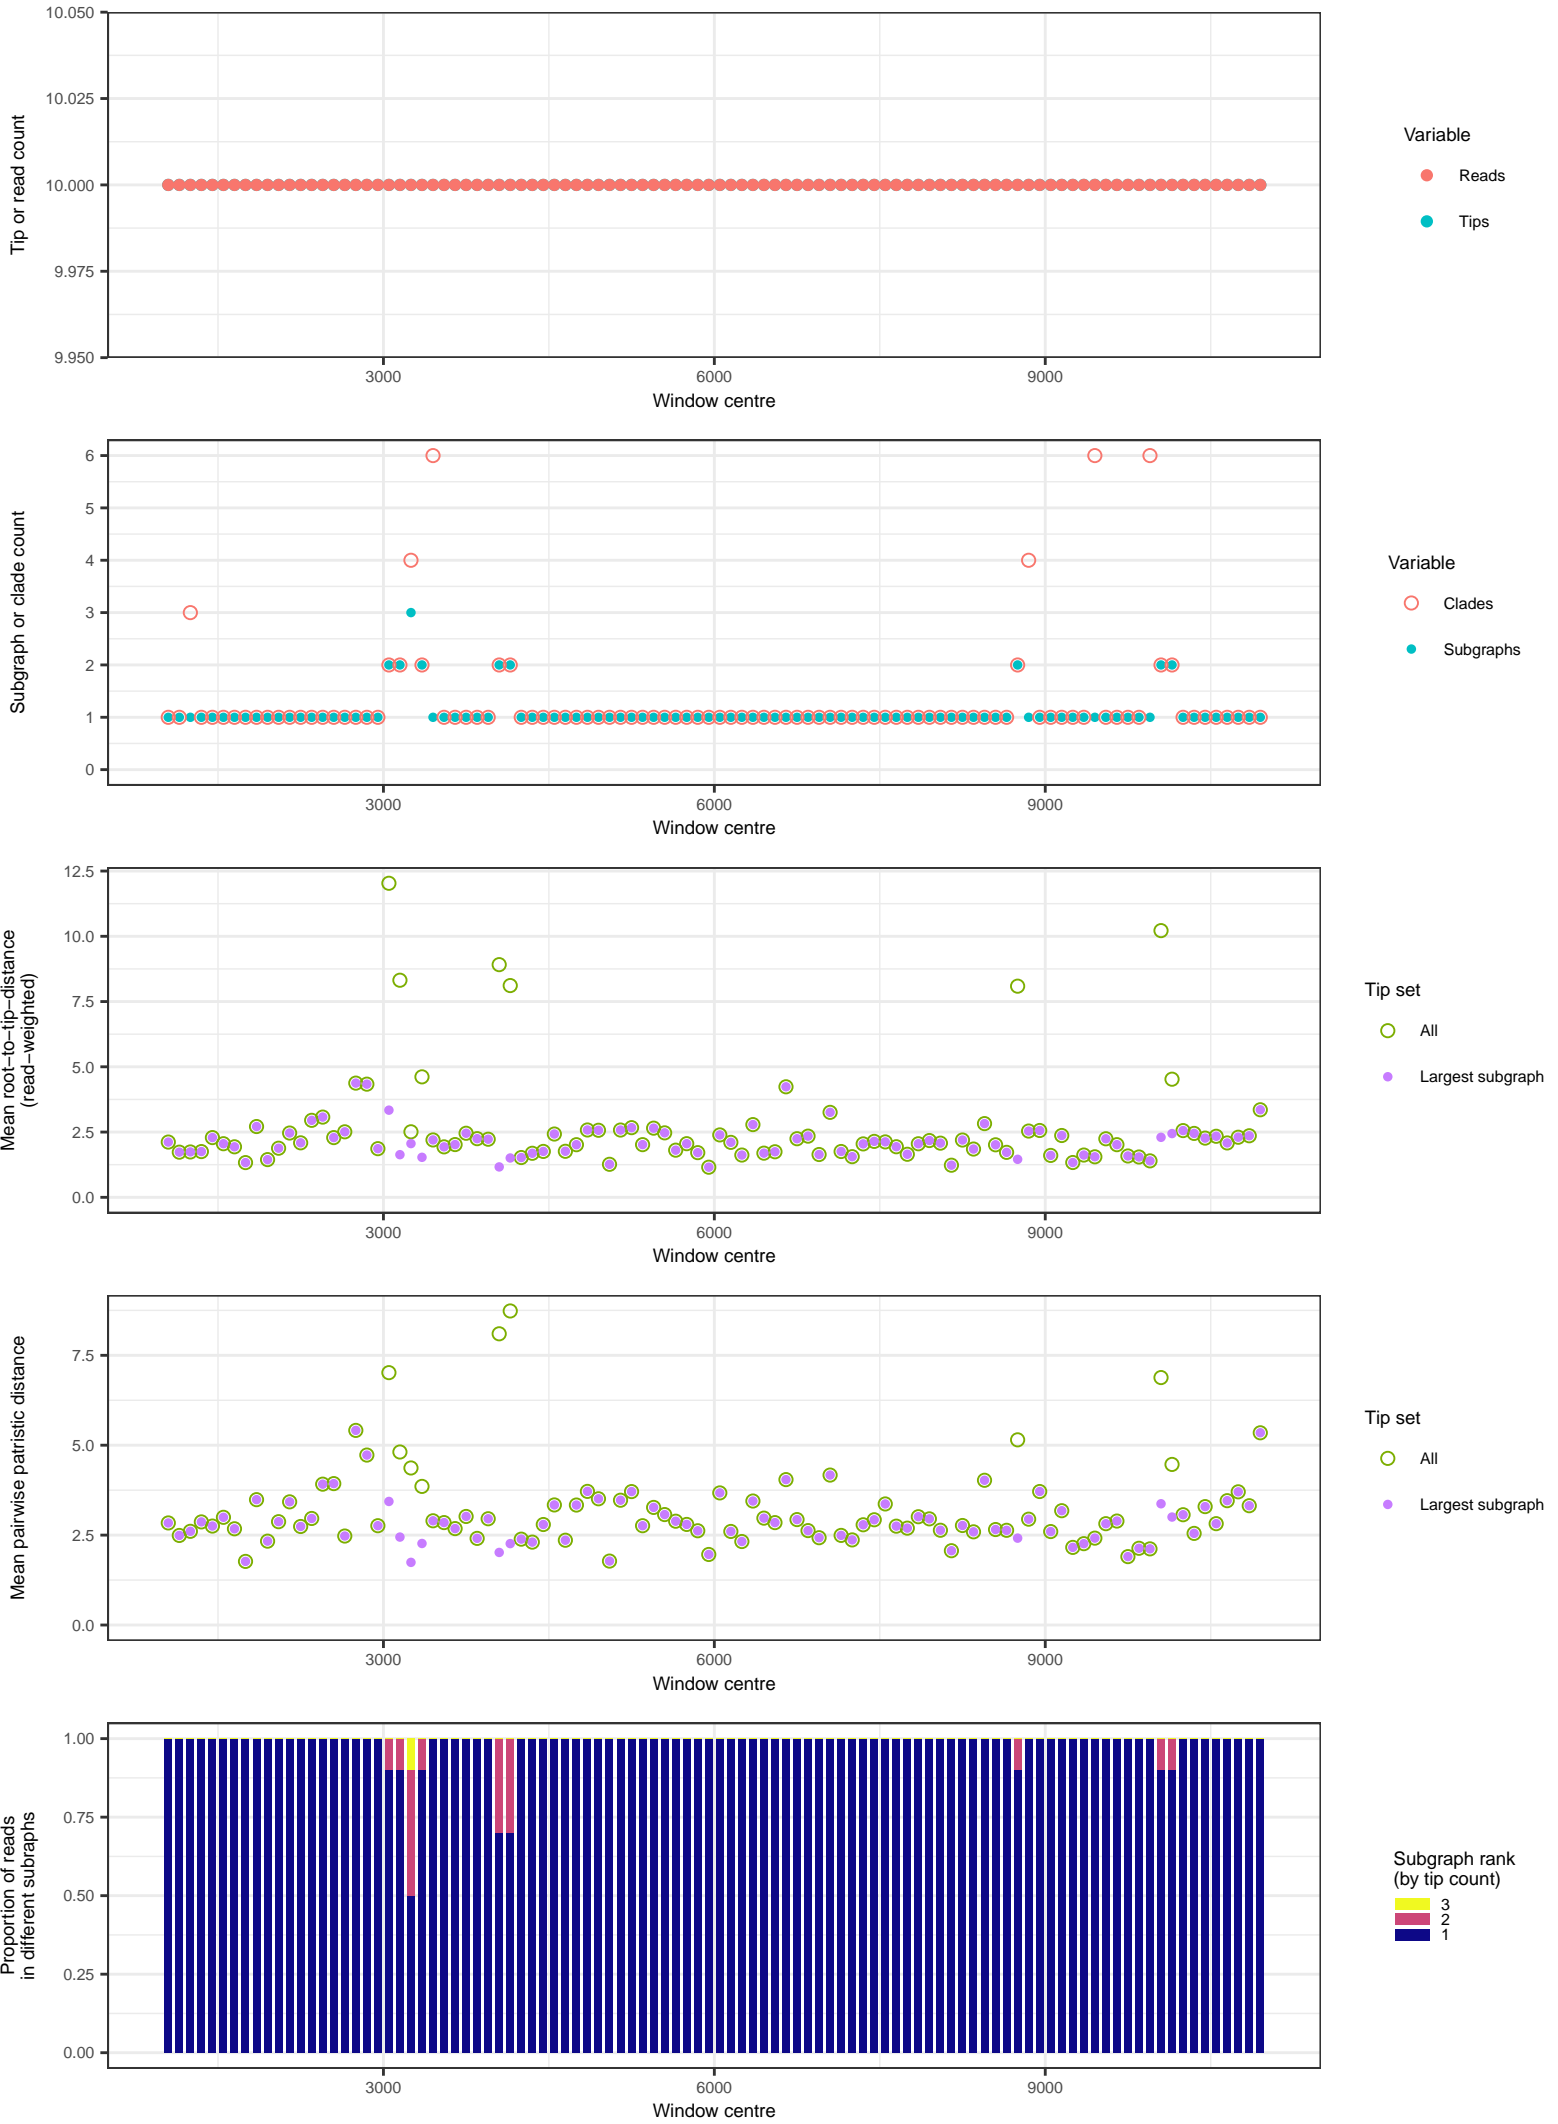 10.050
10.025
10.000
9.975
9.950
Tip or read count
3000
6000
9000
Window centre
Variable
Reads
Tips
6
5
4
3
2
1
0
Subgraph or clade count
3000
6000
9000
Window centre
Variable
Clades
Subgraphs
12.5
10.0
7.5
5.0
2.5
0.0
Mean root−to−tip−distance
(read−weighted)
3000
6000
9000
Window centre
Tip set
All
Largest subgraph
7.5
5.0
2.5
0.0
Mean pairwise patristic distance
3000
6000
9000
Window centre
Tip set
All
Largest subgraph
1.00
0.75
0.50
0.25
0.00
Proportion of reads
in different subraphs
3000
6000
9000
Window centre
Subgraph rank
(by tip count)
3
2
1